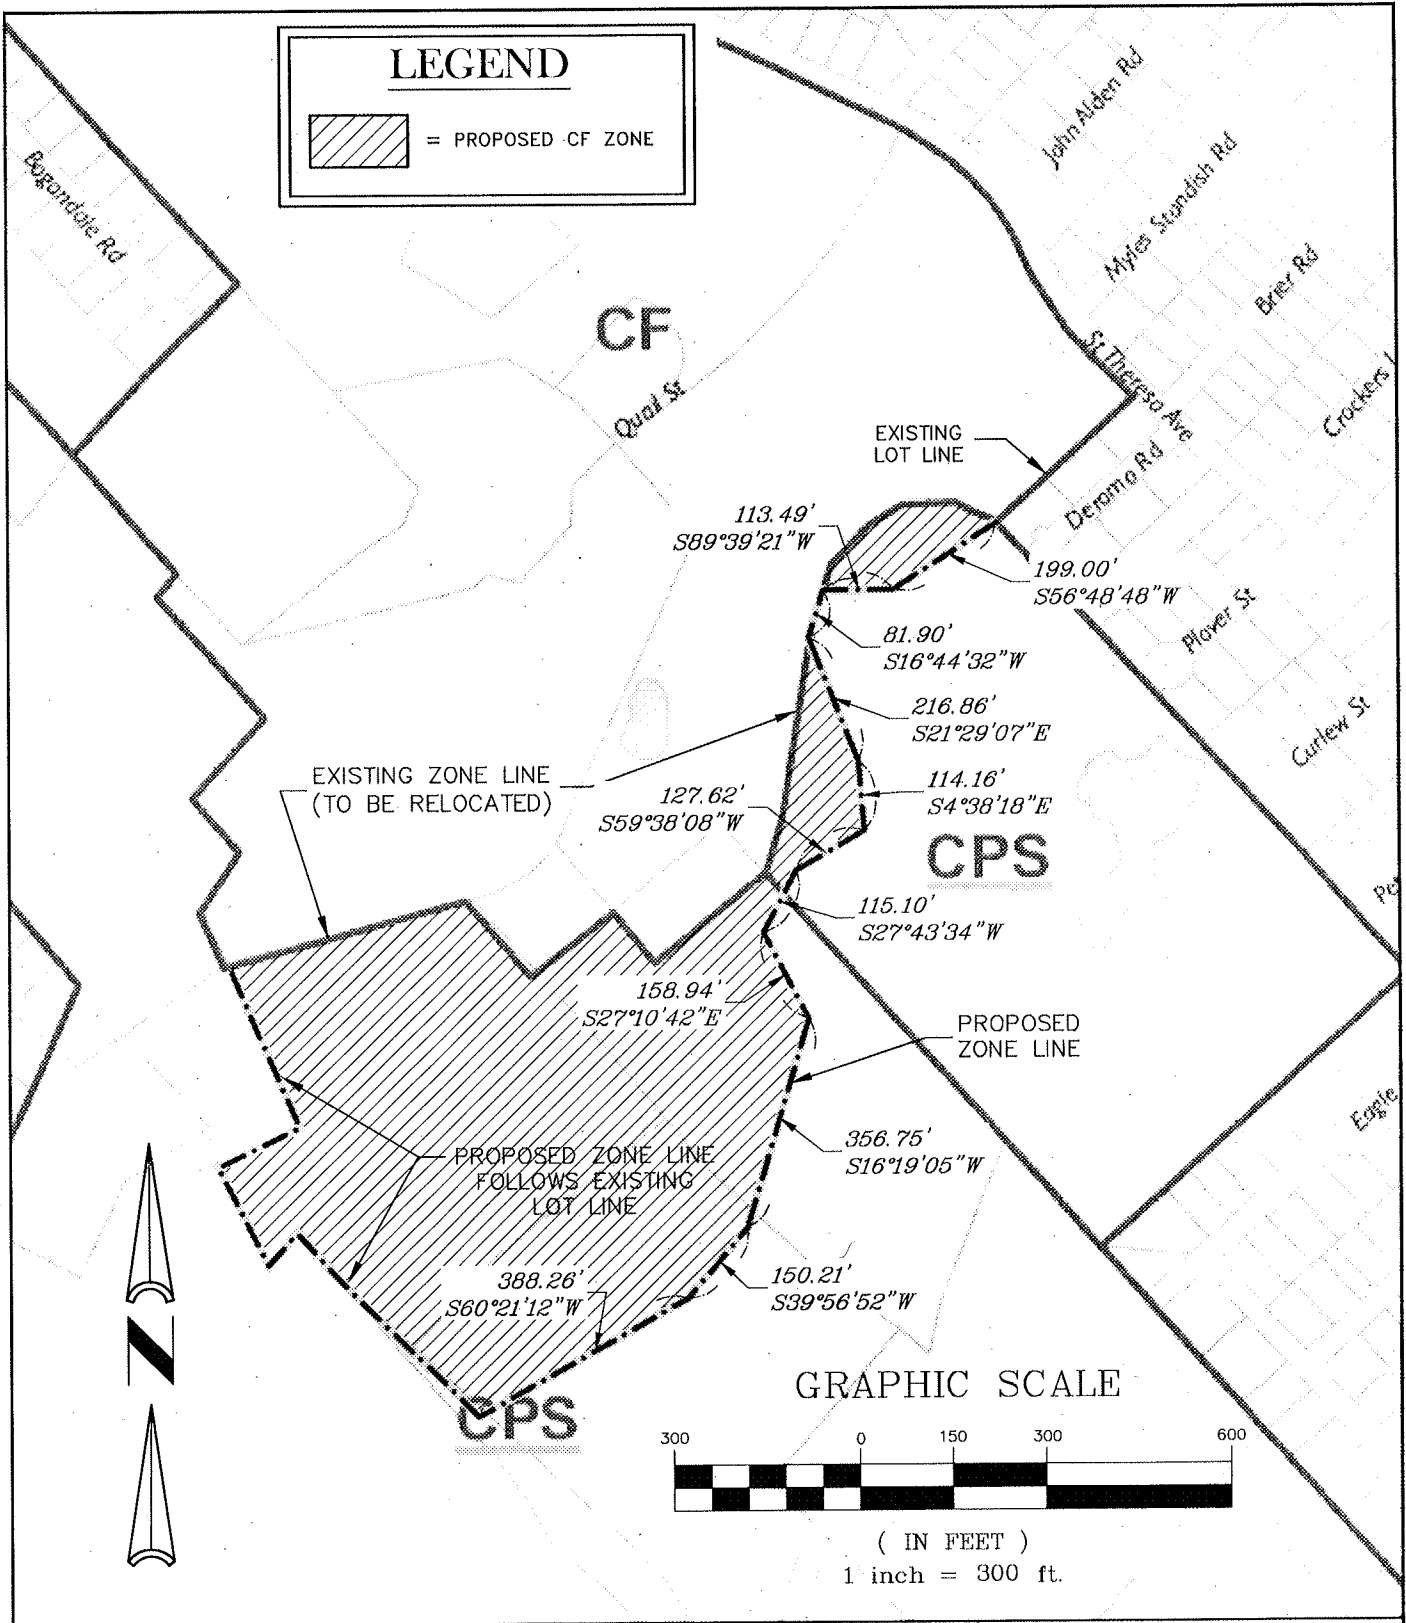 LEGEND
= PROPOSED CF ZONE
John Alden Rd
Myles Standish Rd
Brier Rd
Bogandale Rd
CF
Quail St
St Theresa Ave
Crockers
EXISTING
LOT LINE
Deroma Rd
113.49'
S89°39'21"W
199.00'
S56°48'48"W
Plover St
81.90'
S16°44'32"W
216.86'
S21°29'07"E
Curlew St
EXISTING ZONE LINE
(TO BE RELOCATED)
127.62'
S59°38'08"W
114.16'
S4°38'18"E
CPS
115.10'
S27°43'34"W
158.94'
S27°10'42"E
PROPOSED
ZONE LINE
Eagle
356.75'
S16°19'05"W
PROPOSED ZONE LINE
FOLLOWS EXISTING
LOT LINE
388.26'
S60°21'12"W
150.21'
S39°56'52"W
N
CPS
GRAPHIC SCALE
300 0 150 300 600
( IN FEET )
1 inch = 300 ft.